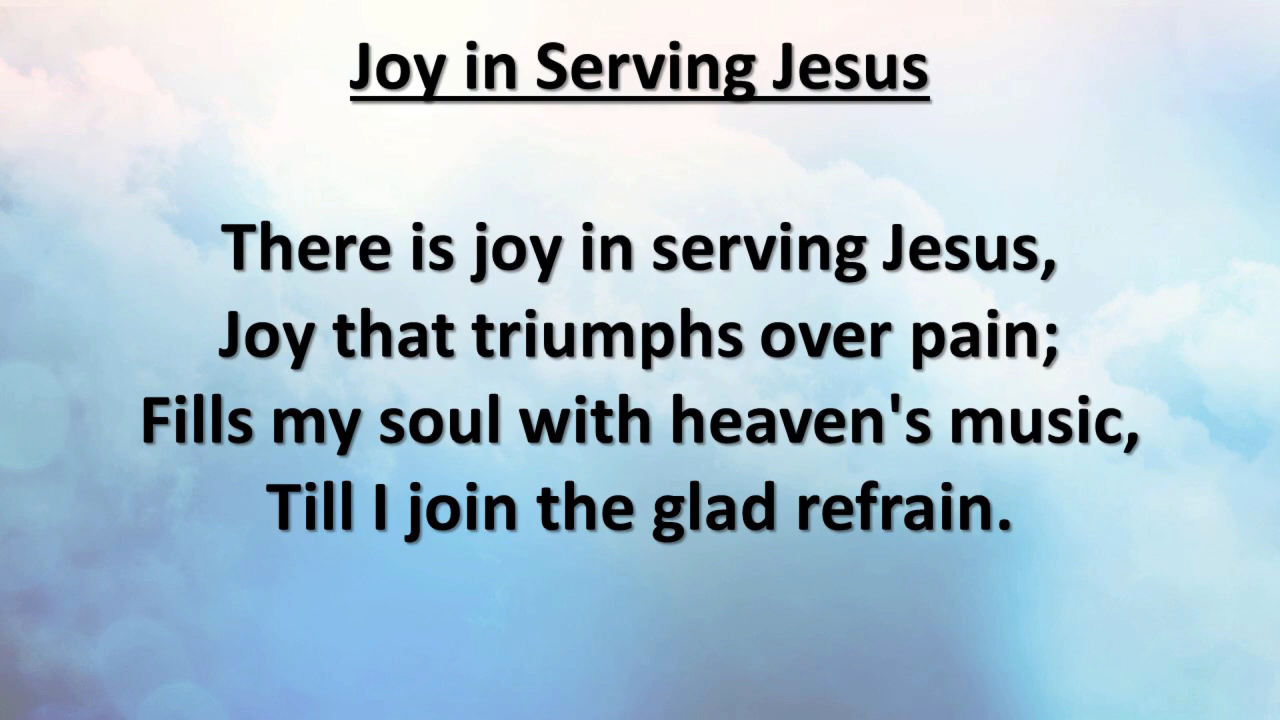 Joy in Serving Jesus
There is joy in serving Jesus,
Joy that triumphs over pain;
Fills my soul with heaven's music,
Till I join the glad refrain.